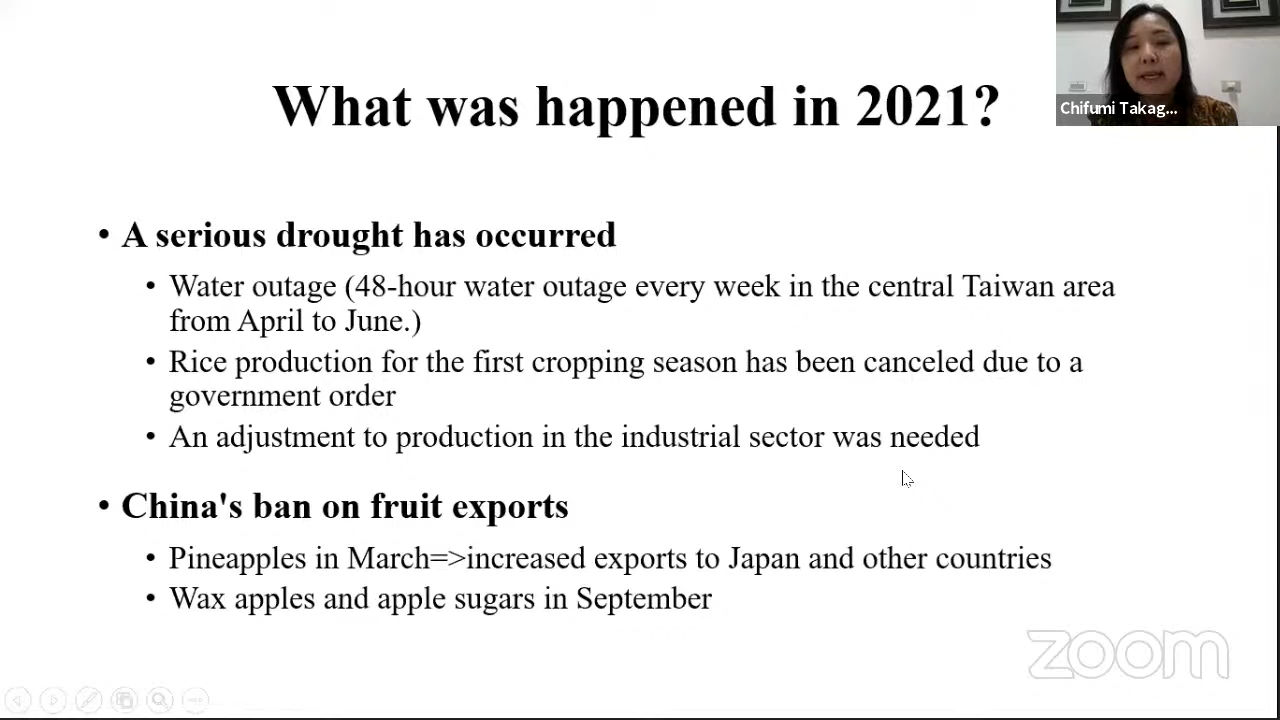 What was happened in 2021?
Chifumi Takag...
• A serious drought has occurred
• Water outage (48-hour water outage every week in the central Taiwan area
from April to June.)
• Rice production for the first cropping season has been canceled due to a
government order
• An adjustment to production in the industrial sector was needed
• China's ban on fruit exports
• Pineapples in March=>increased exports to Japan and other countries
• Wax apples and apple sugars in September
zoom